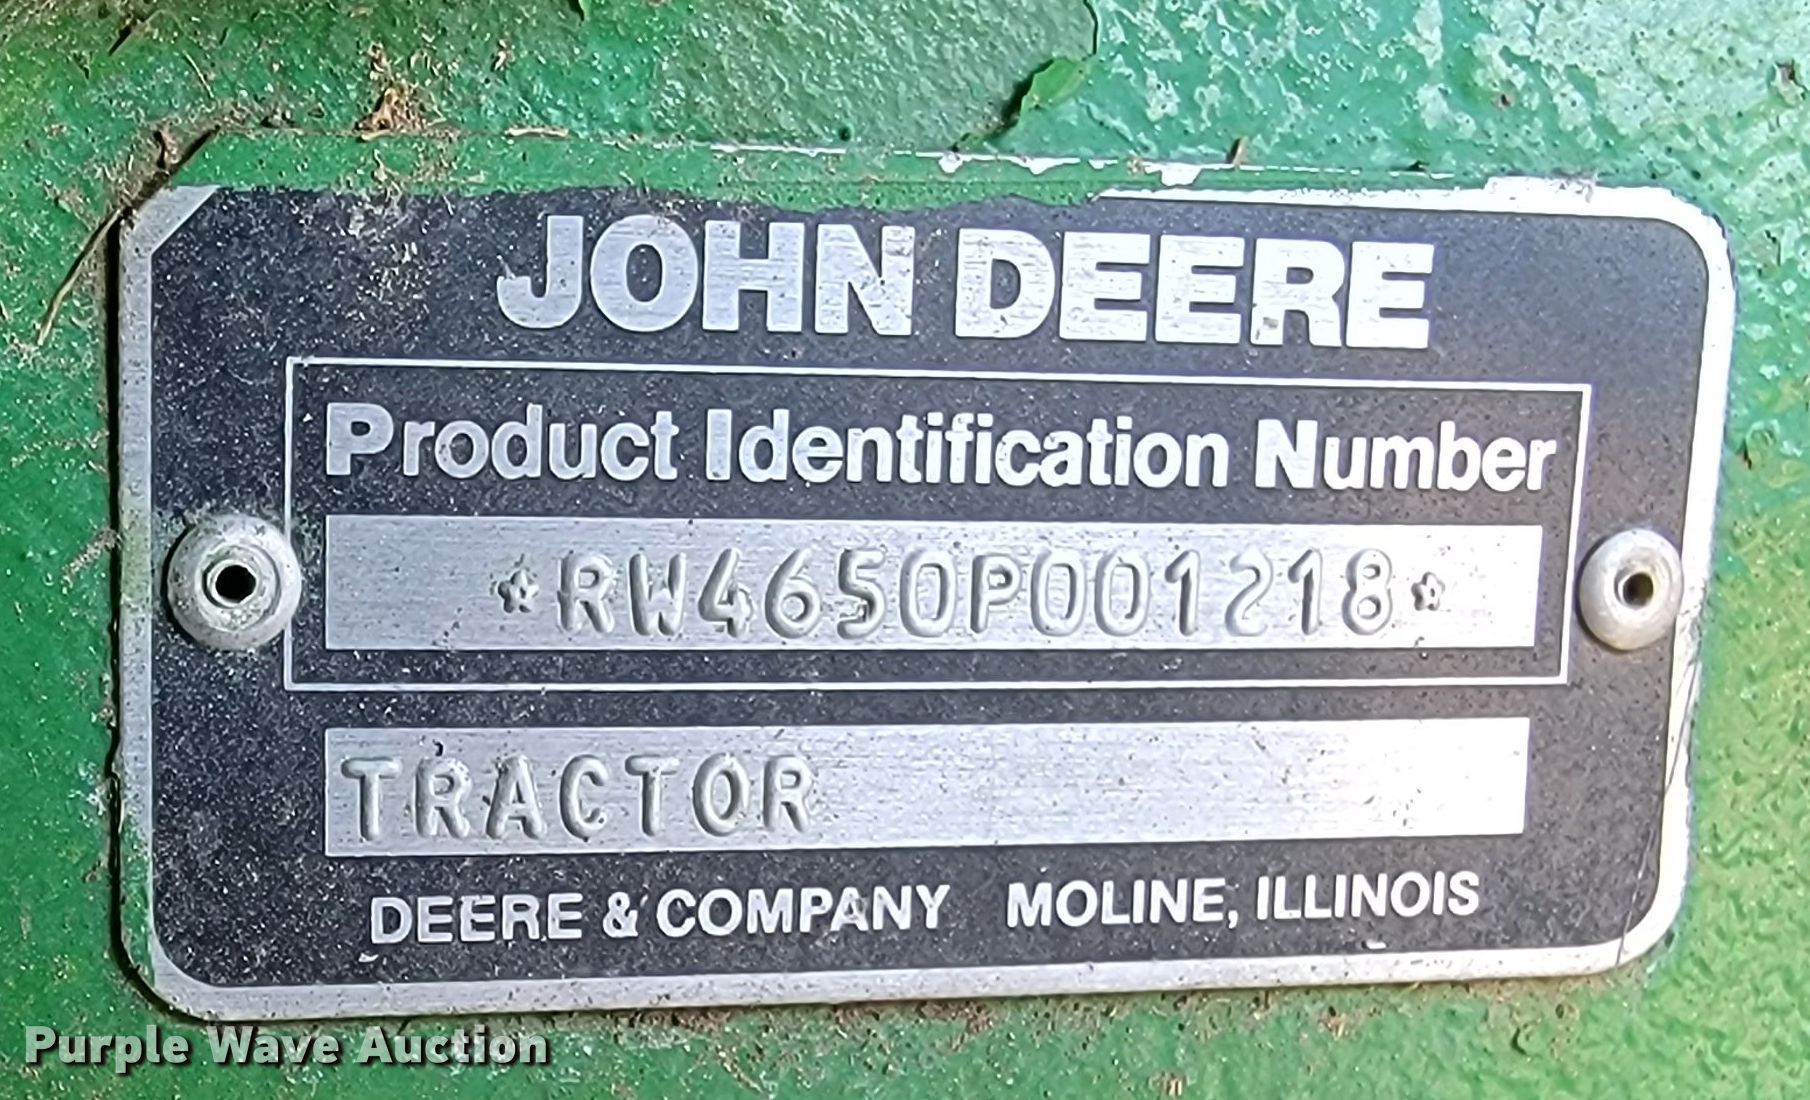 JOHN DEERE
Product Identification Number
*RW4650P001218*
TRACTOR
DEERE & COMPANY MOLINE, ILLINOIS
Purple Wave Auction